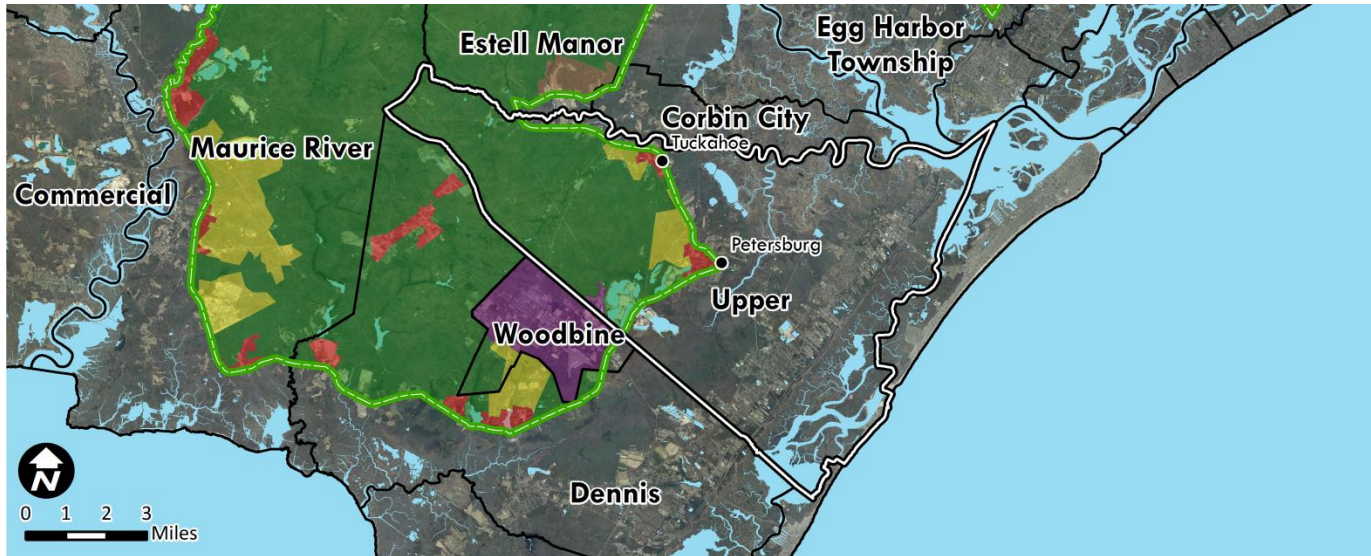 Estell Manor
Egg Harbor
Township
Corbin City
Tuckahoe
Maurice River
Commercial
Petersburg
Upper
Woodbine
Dennis
N
0 1 2 3
Miles